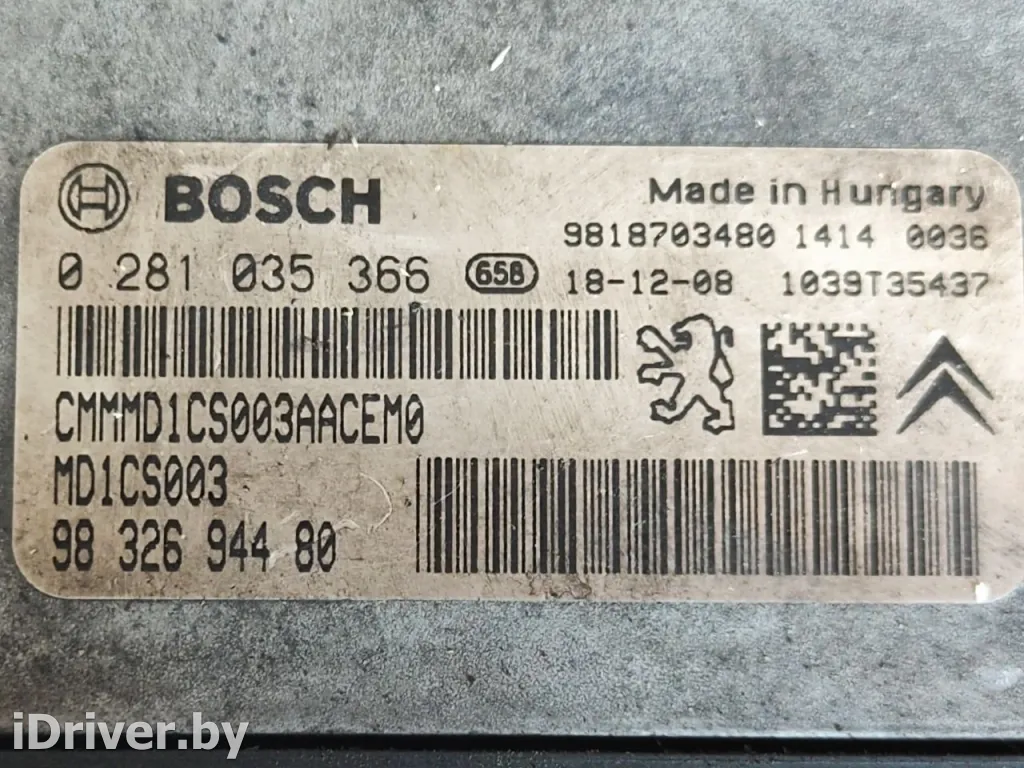 BOSCH
Made in Hungary
9818703480 1414 0036
0 281 035 366 658 18-12-08 1039T35437
CMMMD1CS003AACEM0
MD1CS003
98 326 944 80
iDriver.by